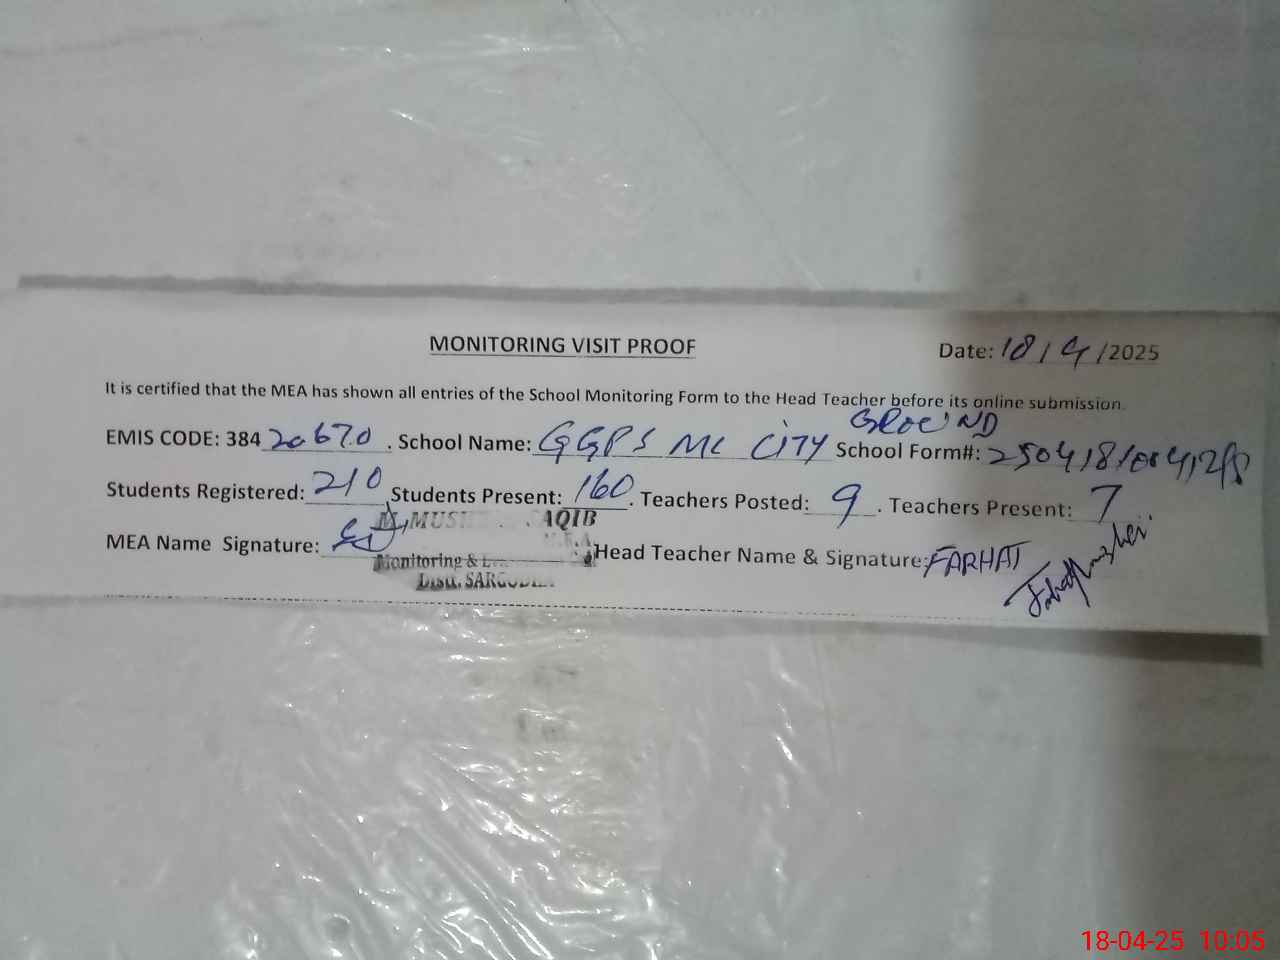 MONITORING VISIT PROOF
Date: 18/4/2025
It is certified that the MEA has shown all entries of the School Monitoring Form to the Head Teacher before its online submission.
GROUND
EMIS CODE: 38420670. School Name: GGPS MC CITY School Form#:
Students Registered: 210 Students Present: 160. Teachers Posted: 9. Teachers Present: 7
M. SAQIB
MEA Name Signature: Head Teacher Name & Signature: FARHAT
Monitoring &
Distt. SARGODHA
18-04-25 10:05